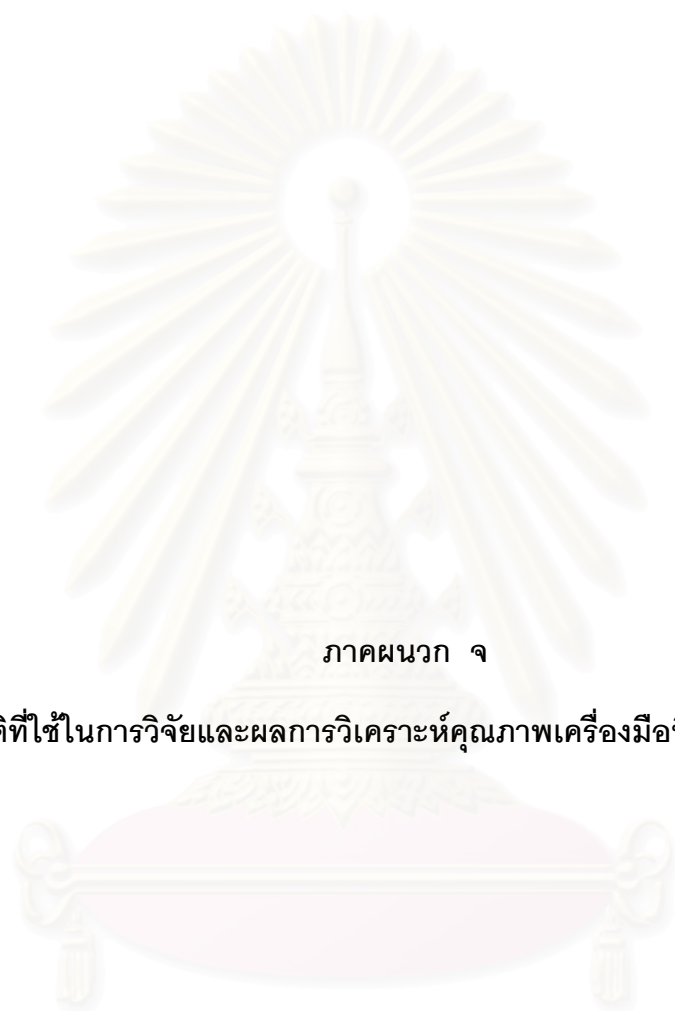 ภาคผนวก จ
ที่ใช้ในการวิจัยและผลการวิเคราะห์คุณภาพเครื่องมือ